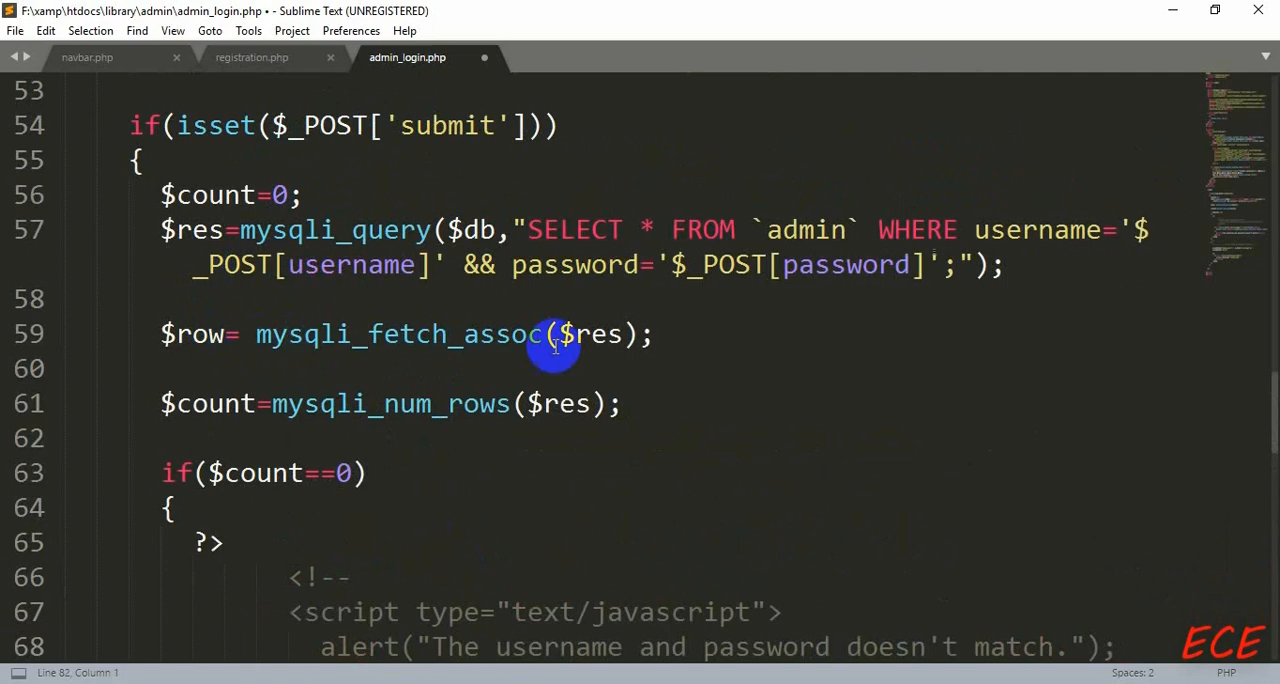 F:\xamp\htdocs\library\admin\admin_login.php • - Sublime Text (UNREGISTERED)
File Edit Selection Find View Goto Tools Project Preferences Help
navbar.php registration.php admin_login.php
53
54 if(isset($_POST['submit']))
55 {
56 $count=0;
57 $res=mysqli_query($db,"SELECT * FROM `admin` WHERE username='$
_POST[username]' && password='$_POST[password]';");
58
59 $row= mysqli_fetch_assoc($res);
60
61 $count=mysqli_num_rows($res);
62
63 if($count==0)
64 {
65 ?>
66 <!--
67 <script type="text/javascript">
68 alert("The username and password doesn't match.");
ECE
Line 82, Column 1 Spaces: 2 PHP